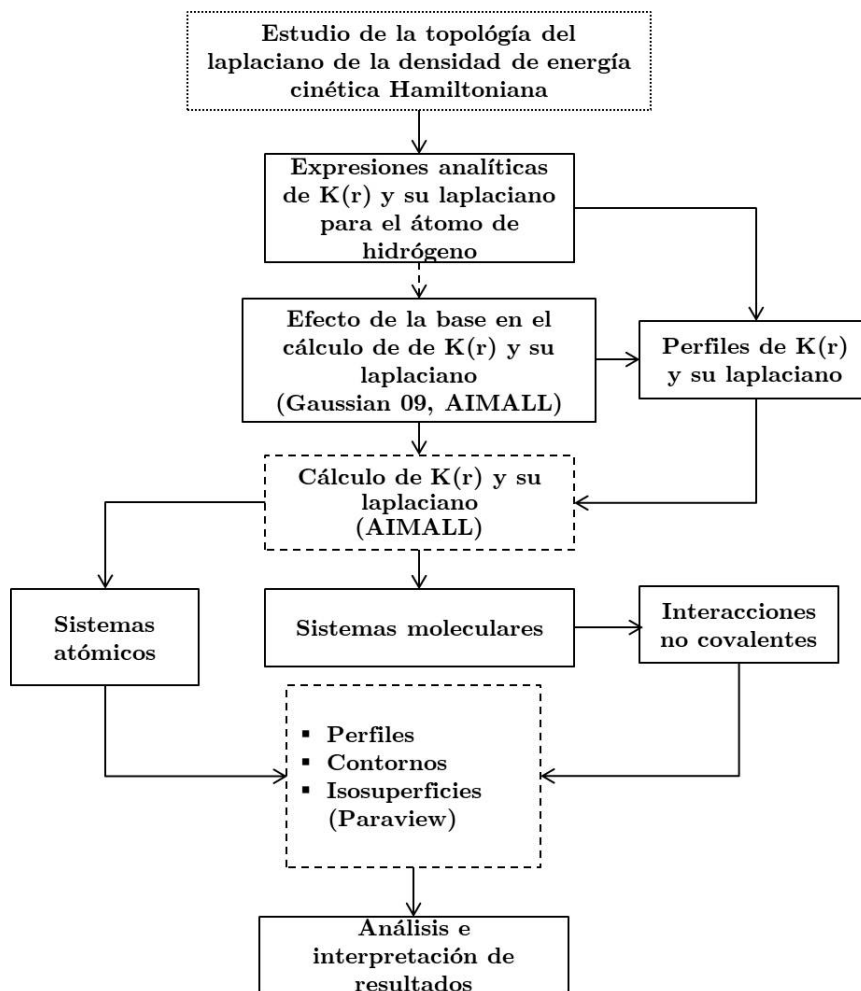 Estudio de la topología del
laplaciano de la densidad de energía
cinética Hamiltoniana
Expresiones analíticas
de K(r) y su laplaciano
para el átomo de
hidrógeno
Efecto de la base en el
cálculo de de K(r) y su
laplaciano
(Gaussian 09, AIMALL)
Perfiles de K(r)
y su laplaciano
Cálculo de K(r) y su
laplaciano
(AIMALL)
Sistemas
atómicos
Sistemas moleculares
Interacciones
no covalentes
▪ Perfiles
▪ Contornos
▪ Isosuperficies
(Paraview)
Análisis e
interpretación de
resultados